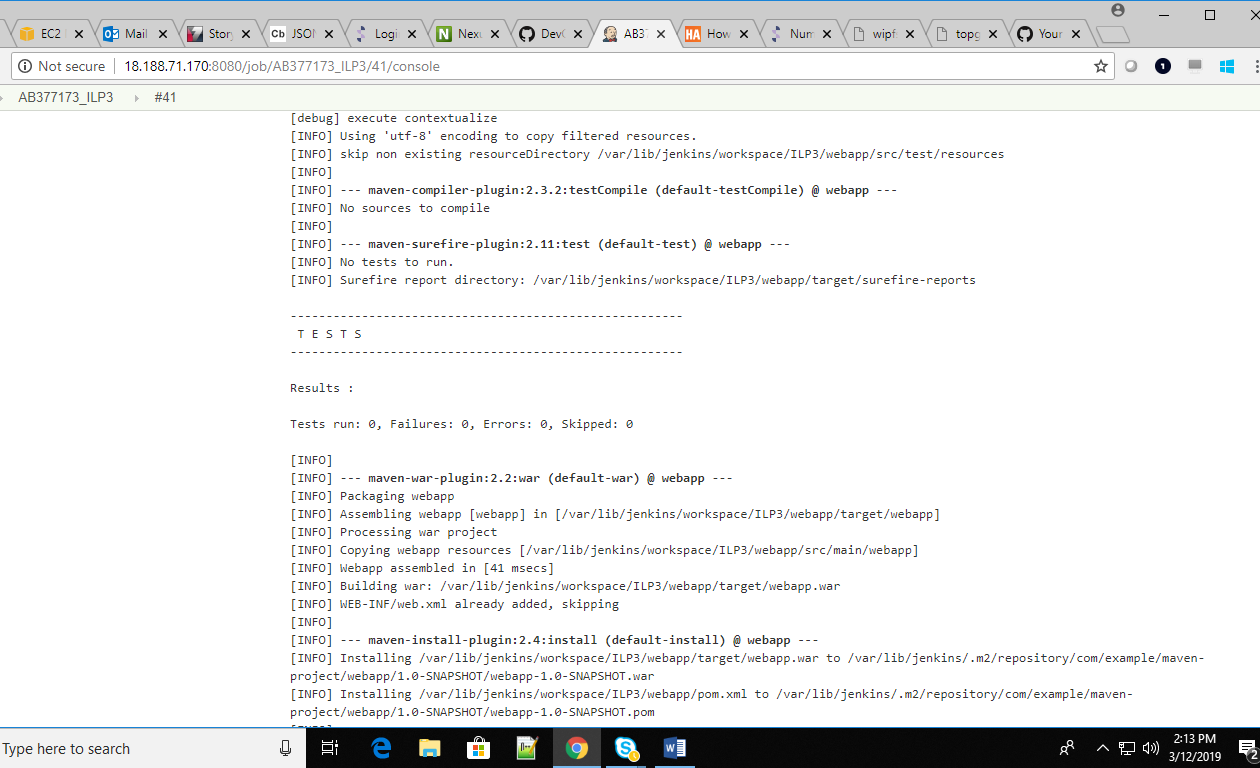 EC2
Mail
Story
Cb JSON
Logi
N Nexu
Dev
AB37
HA How
Num
wipf
topg
Your
Not secure 18.188.71.170:8080/job/AB377173_ILP3/41/console 1
AB377173_ILP3 #41
[debug] execute contextualize
[INFO] Using 'utf-8' encoding to copy filtered resources.
[INFO] skip non existing resourceDirectory /var/lib/jenkins/workspace/ILP3/webapp/src/test/resources
[INFO]
[INFO] --- maven-compiler-plugin:2.3.2:testCompile (default-testCompile) @ webapp ---
[INFO] No sources to compile
[INFO]
[INFO] --- maven-surefire-plugin:2.11:test (default-test) @ webapp ---
[INFO] No tests to run.
[INFO] Surefire report directory: /var/lib/jenkins/workspace/ILP3/webapp/target/surefire-reports
-------------------------------------------------------
T E S T S
-------------------------------------------------------
Results :
Tests run: 0, Failures: 0, Errors: 0, Skipped: 0
[INFO]
[INFO] --- maven-war-plugin:2.2:war (default-war) @ webapp ---
[INFO] Packaging webapp
[INFO] Assembling webapp [webapp] in [/var/lib/jenkins/workspace/ILP3/webapp/target/webapp]
[INFO] Processing war project
[INFO] Copying webapp resources [/var/lib/jenkins/workspace/ILP3/webapp/src/main/webapp]
[INFO] Webapp assembled in [41 msecs]
[INFO] Building war: /var/lib/jenkins/workspace/ILP3/webapp/target/webapp.war
[INFO] WEB-INF/web.xml already added, skipping
[INFO]
[INFO] --- maven-install-plugin:2.4:install (default-install) @ webapp ---
[INFO] Installing /var/lib/jenkins/workspace/ILP3/webapp/target/webapp.war to /var/lib/jenkins/.m2/repository/com/example/maven-
project/webapp/1.0-SNAPSHOT/webapp-1.0-SNAPSHOT.war
[INFO] Installing /var/lib/jenkins/workspace/ILP3/webapp/pom.xml to /var/lib/jenkins/.m2/repository/com/example/maven-
project/webapp/1.0-SNAPSHOT/webapp-1.0-SNAPSHOT.pom
Type here to search
2:13 PM
3/12/2019
2